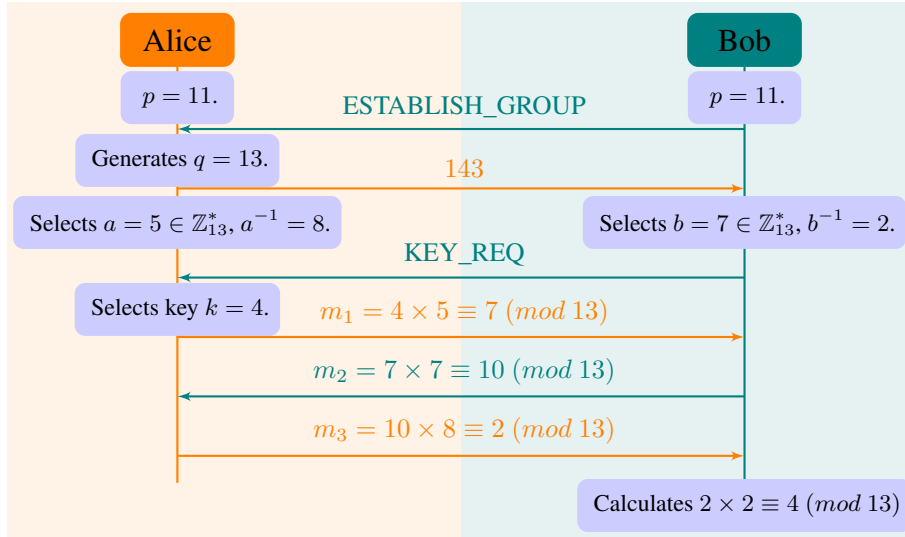 Alice
Bob
p = 11.
p = 11.
ESTABLISH_GROUP
Generates q = 13.
143
Selects a = 5 ∈ ℤ*₁₃, a⁻¹ = 8.
Selects b = 7 ∈ ℤ*₁₃, b⁻¹ = 2.
KEY_REQ
Selects key k = 4.
m₁ = 4 × 5 ≡ 7 (mod 13)
m₂ = 7 × 7 ≡ 10 (mod 13)
m₃ = 10 × 8 ≡ 2 (mod 13)
Calculates 2 × 2 ≡ 4 (mod 13)